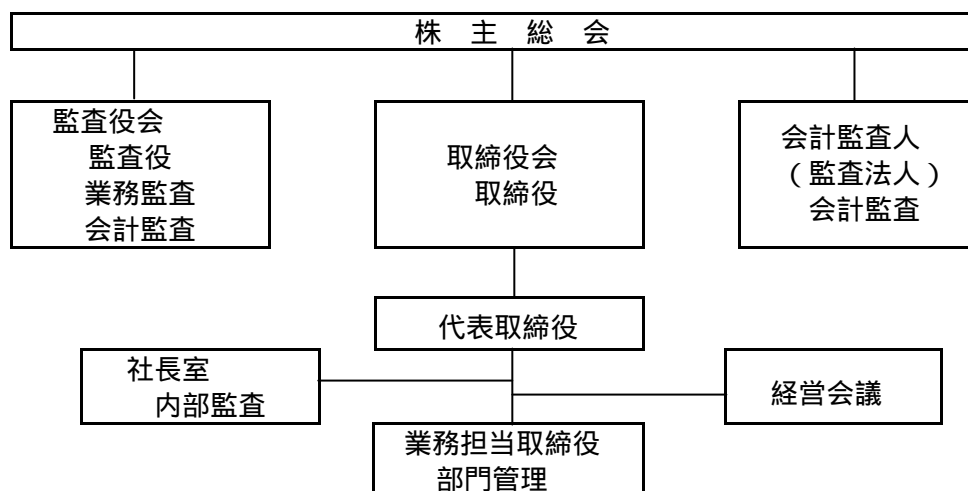 株 主 総 会
監査役会
監査役
業務監査
会計監査
取締役会
取締役
会計監査人
(監査法人)
会計監査
代表取締役
社長室
内部監査
経営会議
業務担当取締役
部門管理